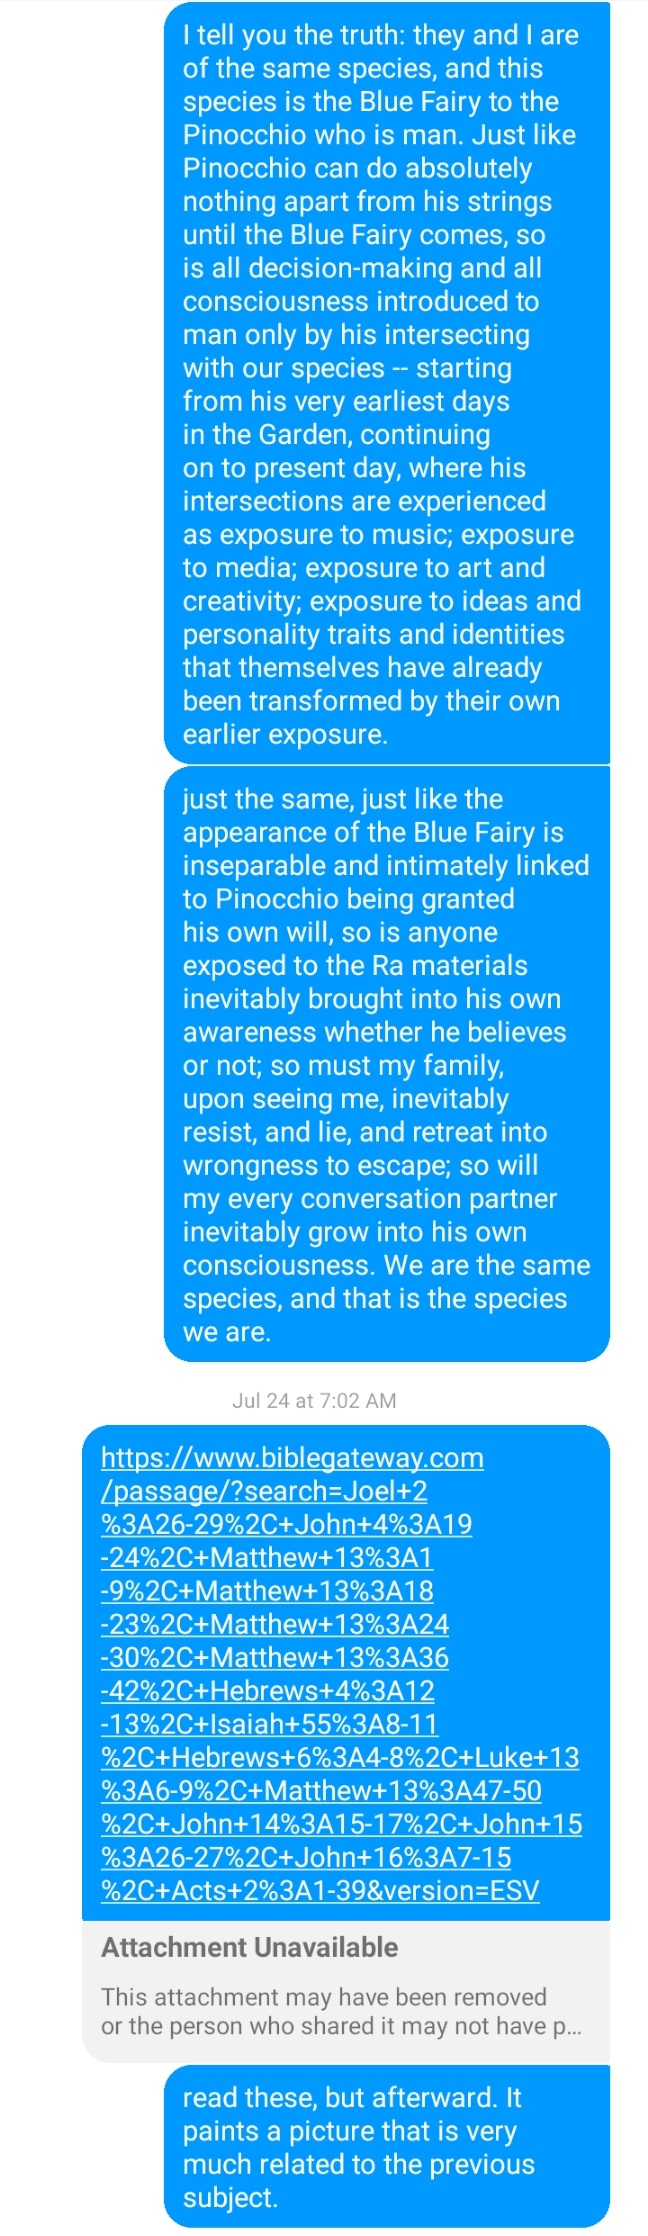 I tell you the truth: they and I are
of the same species, and this
species is the Blue Fairy to the
Pinocchio who is man. Just like
Pinocchio can do absolutely
nothing apart from his strings
until the Blue Fairy comes, so
is all decision-making and all
consciousness introduced to
man only by his intersecting
with our species -- starting
from his very earliest days
in the Garden, continuing
on to present day, where his
intersections are experienced
as exposure to music; exposure
to media; exposure to art and
creativity; exposure to ideas and
personality traits and identities
that themselves have already
been transformed by their own
earlier exposure.
just the same, just like the
appearance of the Blue Fairy is
inseparable and intimately linked
to Pinocchio being granted
his own will, so is anyone
exposed to the Ra materials
inevitably brought into his own
awareness whether he believes
or not; so must my family,
upon seeing me, inevitably
resist, and lie, and retreat into
wrongness to escape; so will
my every conversation partner
inevitably grow into his own
consciousness. We are the same
species, and that is the species
we are.
Jul 24 at 7:02 AM
https://www.biblegateway.com
/passage/?search=Joel+2
%3A26-29%2C+John+4%3A19
-24%2C+Matthew+13%3A1
-9%2C+Matthew+13%3A18
-23%2C+Matthew+13%3A24
-30%2C+Matthew+13%3A36
-42%2C+Hebrews+4%3A12
-13%2C+Isaiah+55%3A8-11
%2C+Hebrews+6%3A4-8%2C+Luke+13
%3A6-9%2C+Matthew+13%3A47-50
%2C+John+14%3A15-17%2C+John+15
%3A26-27%2C+John+16%3A7-15
%2C+Acts+2%3A1-39&version=ESV
Attachment Unavailable
This attachment may have been removed
or the person who shared it may not have p...
read these, but afterward. It
paints a picture that is very
much related to the previous
subject.